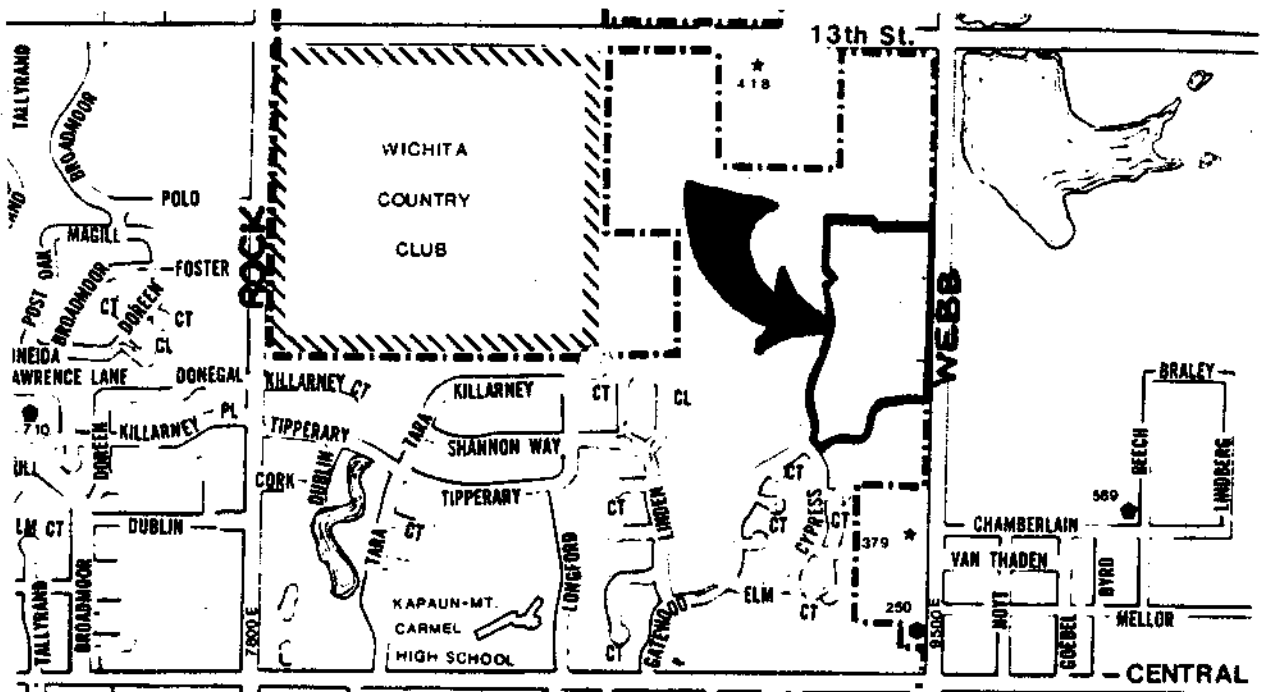 13th St.
TALLYRAND
BROADMOOR
418
WICHITA
COUNTRY
CLUB
POLO
ROCK
MAGILL
FOSTER
POST OAK
BROADMOOR
DOREEN
CT
CT
CL
WEBB
DONEGAL
KILLARNEY CT
KILLARNEY
CT
CL
BRALEY
710
DOREEN
KILLARNEY
PL
TIPPERARY
TARA
SHANNON WAY
BEECH
LINDBERG
CORK
DUBLIN
TIPPERARY
CT
LINDEN
CT
CYPRESS
CT
CT
569
CT
DUBLIN
TARA
CT
379
CHAMBERLAIN
VAN THADEN
LONGFORD
BYRD
TALLYRAND
BROADMOOR
7800 E
KAPAUN-MT.
CARMEL
HIGH SCHOOL
CT
GATEWOOD
ELM
CT
250
9500 E
HOYT
GOEBEL
MELLOR
CENTRAL